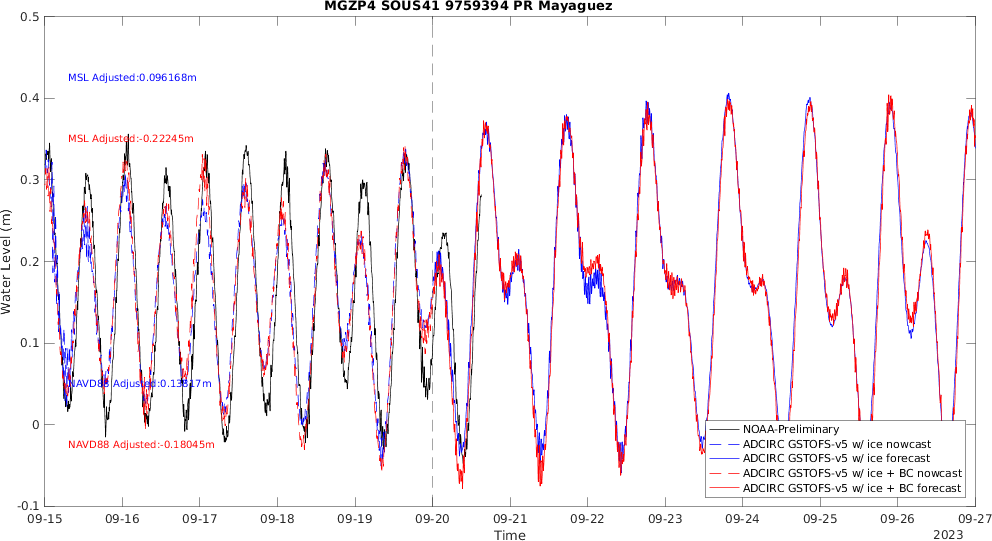 MGZP4 SOUS41 9759394 PR Mayaguez
0.5
0.4
0.3
0.2
0.1
0
-0.1
Water Level (m)
MSL Adjusted:0.096168m
MSL Adjusted:-0.22245m
NAVD88 Adjusted:0.13817m
NAVD88 Adjusted:-0.18045m
NOAA-Preliminary
ADCIRC GSTOFS-v5 w/ ice nowcast
ADCIRC GSTOFS-v5 w/ ice forecast
ADCIRC GSTOFS-v5 w/ ice + BC nowcast
ADCIRC GSTOFS-v5 w/ ice + BC forecast
09-15 09-16 09-17 09-18 09-19 09-20 09-21 09-22 09-23 09-24 09-25 09-26 09-27
Time
2023